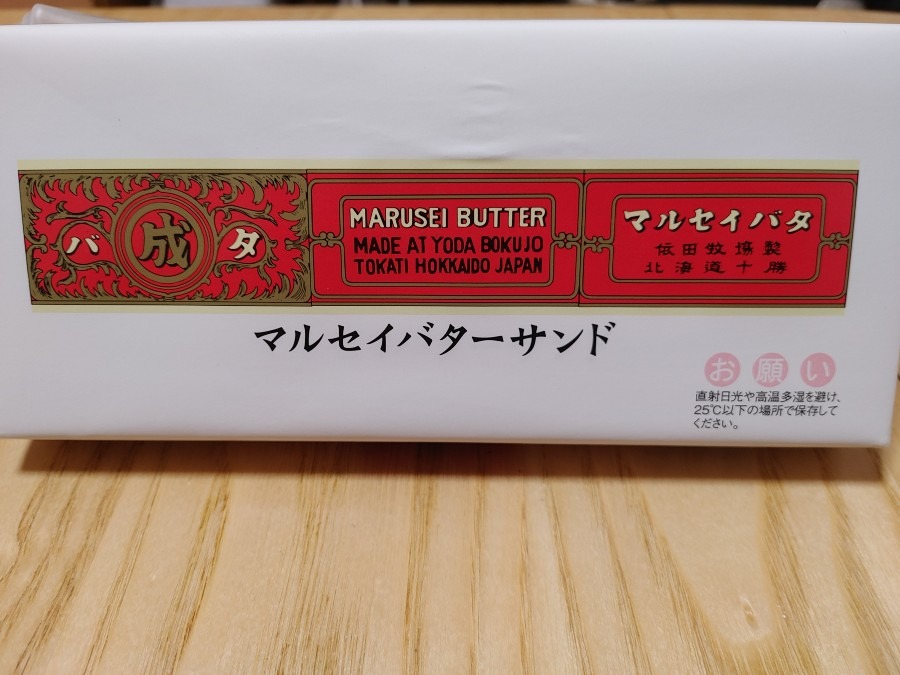 バ 成 タ
MARUSEI BUTTER
MADE AT YODA BOKUJO
TOKATI HOKKAIDO JAPAN
マルセイバタ
依田牧場製
北海道十勝
マルセイバターサンド
お願い
直射日光や高温多湿を避け、
25℃以下の場所で保存して
ください。